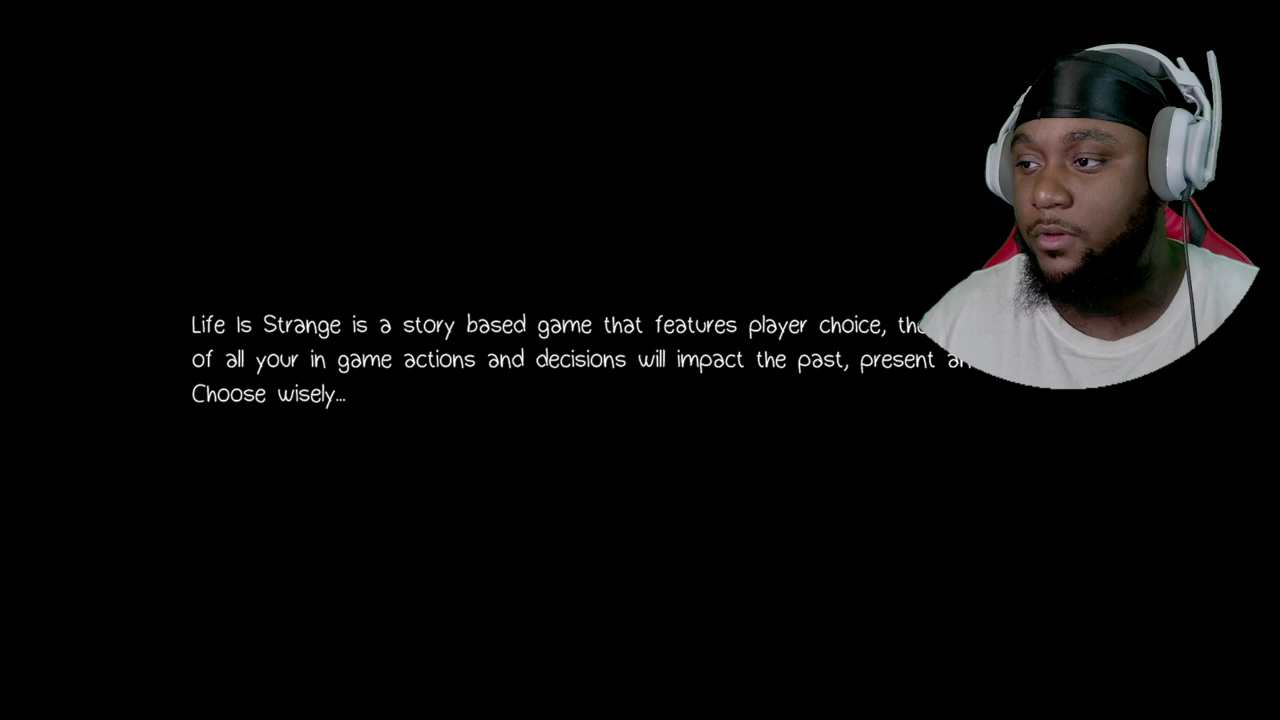 Life Is Strange is a story based game that features player choice,
of all your in game actions and decisions will impact the past, present
Choose wisely...